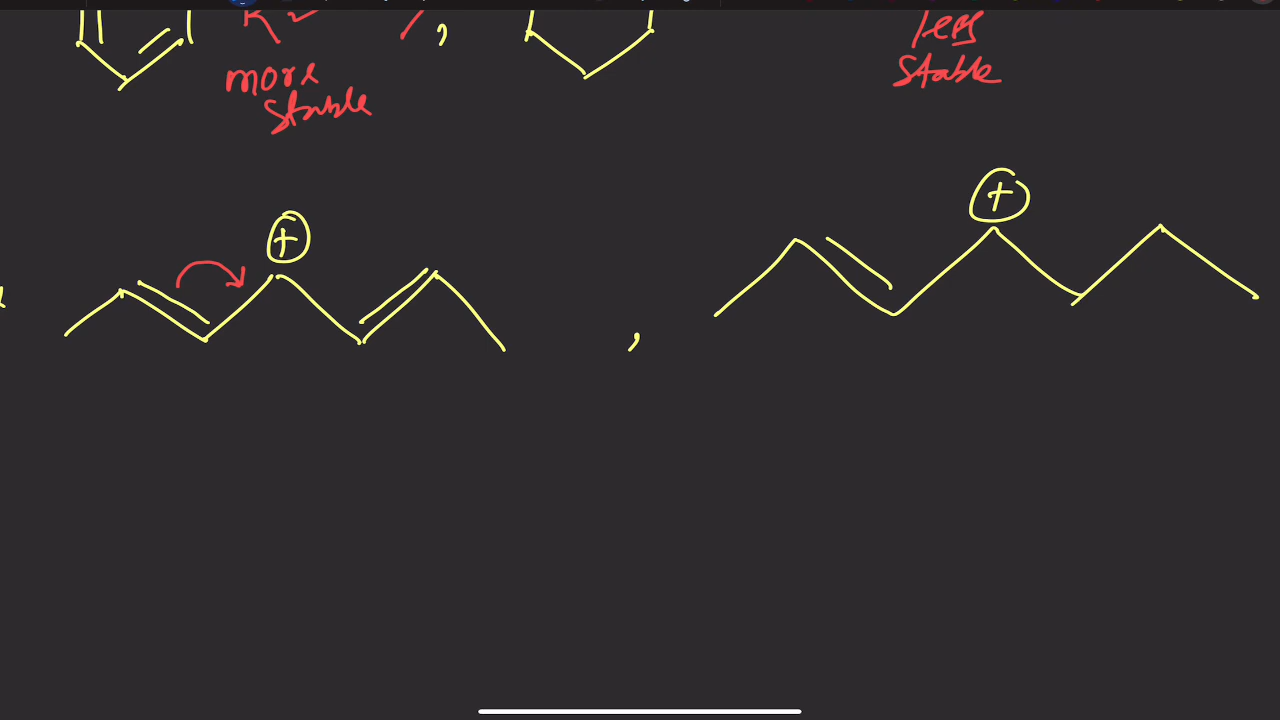 more
stable
,
less
stable
+
+
,